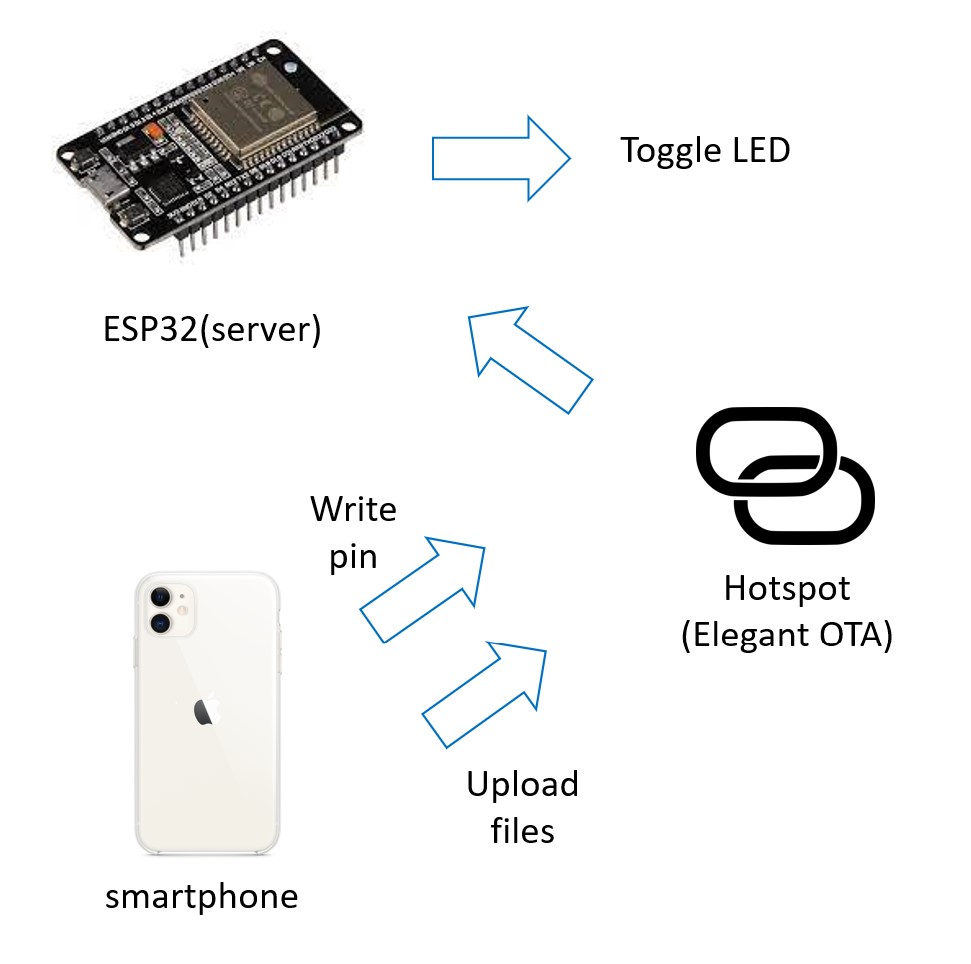 Toggle LED
ESP32(server)
Write
pin
Hotspot
(Elegant OTA)
Upload
files
smartphone